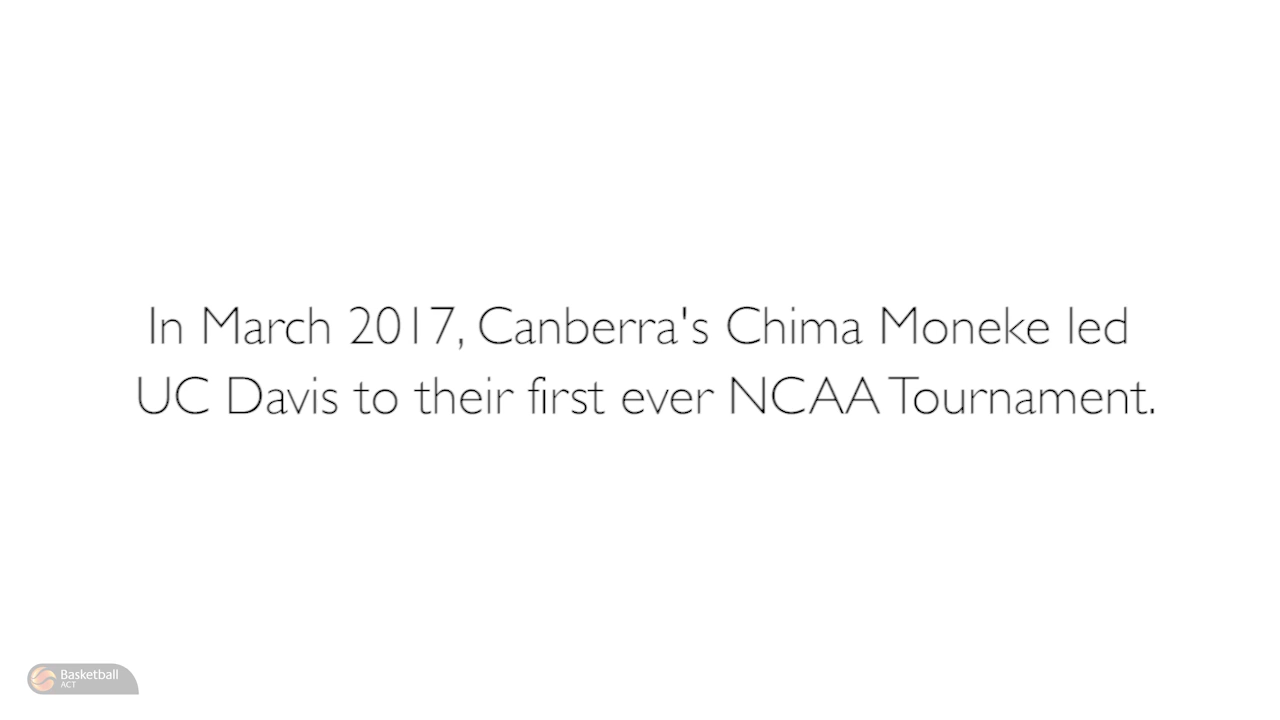 In March 2017, Canberra's Chima Moneke led
UC Davis to their first ever NCAA Tournament.
Basketball
ACT